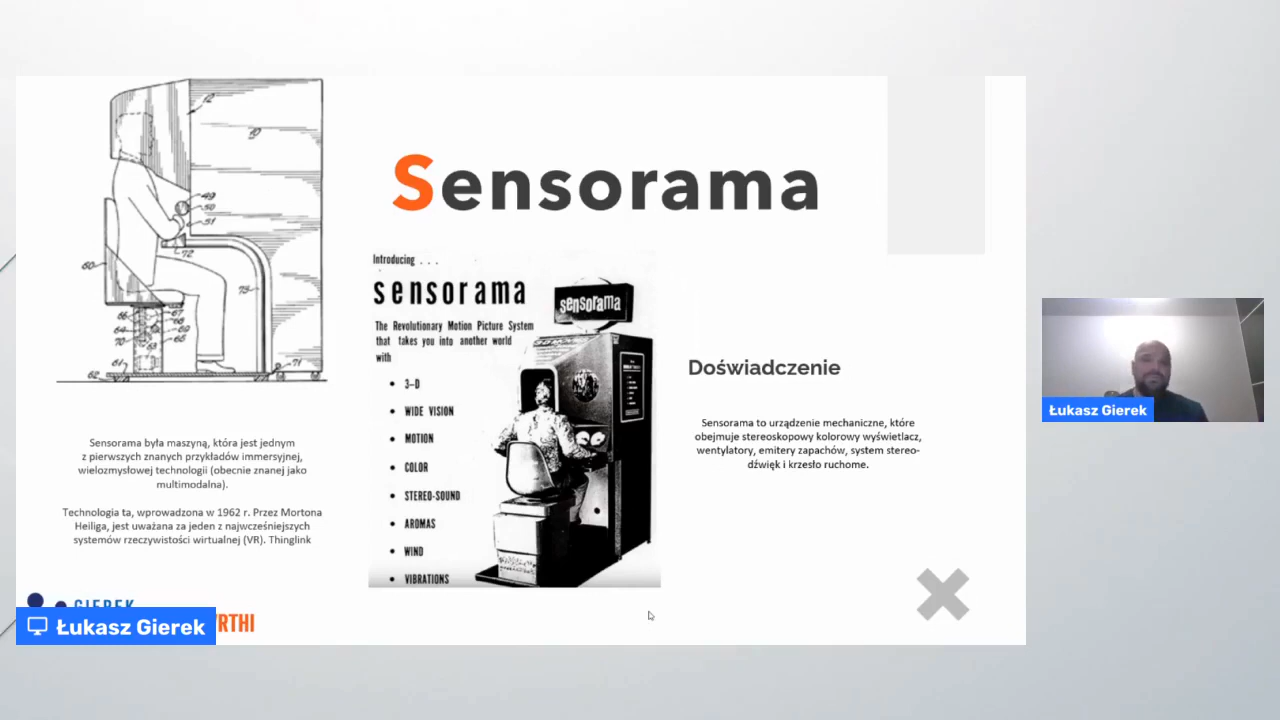 Sensorama
Introducing . . .
sensorama
The Revolutionary Motion Picture System
that takes you into another world
with
• 3-D
• WIDE VISION
• MOTION
• COLOR
• STEREO-SOUND
• AROMAS
• WIND
• VIBRATIONS
sensorama
Doświadczenie
Sensorama to urządzenie mechaniczne, które
obejmuje stereoskopowy kolorowy wyświetlacz,
wentylatory, emitery zapachów, system stereo-
dźwięk i krzesło ruchome.
Sensorama była maszyną, która jest jednym
z pierwszych znanych przykładów immersyjnej,
wielozmysłowej technologii (obecnie znanej jako
multimodalna).
Technologia ta, wprowadzona w 1962 r. Przez Mortona
Heiliga, jest uważana za jeden z najwcześniejszych
systemów rzeczywistości wirtualnej (VR). Thinglink
GIEREK
Łukasz Gierek
Łukasz Gierek